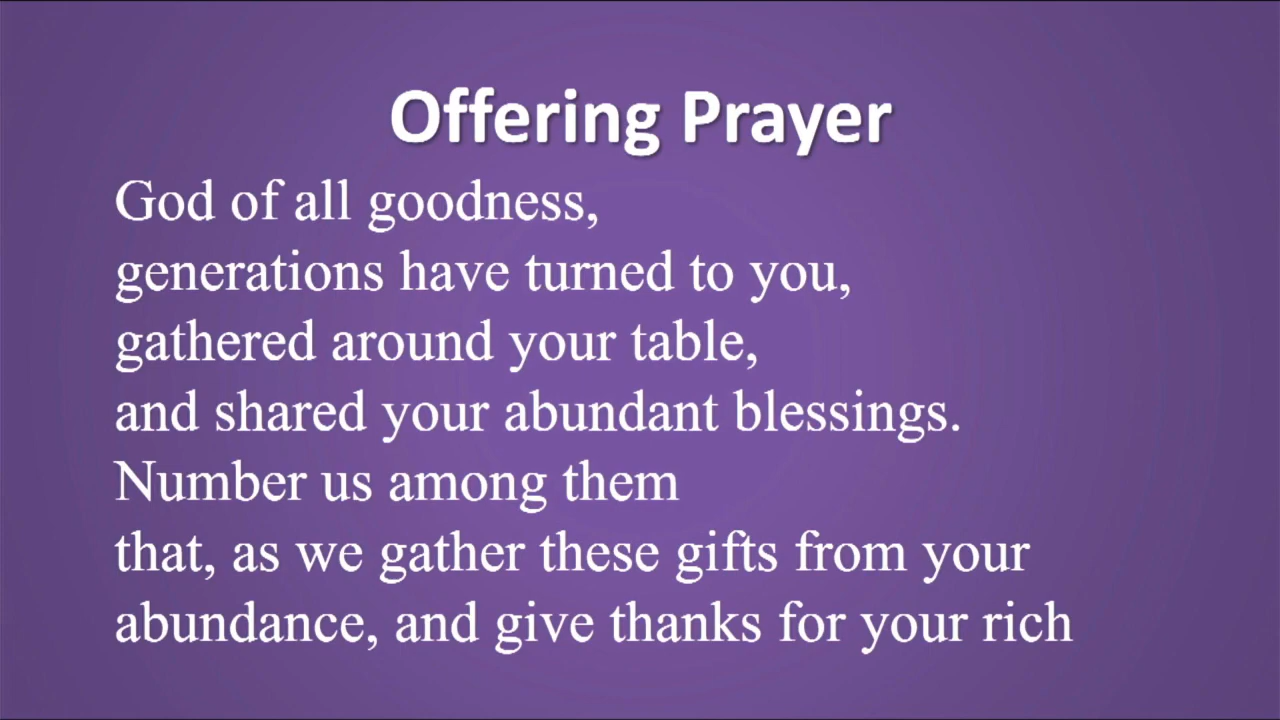 Offering Prayer
God of all goodness,
generations have turned to you,
gathered around your table,
and shared your abundant blessings.
Number us among them
that, as we gather these gifts from your
abundance, and give thanks for your rich